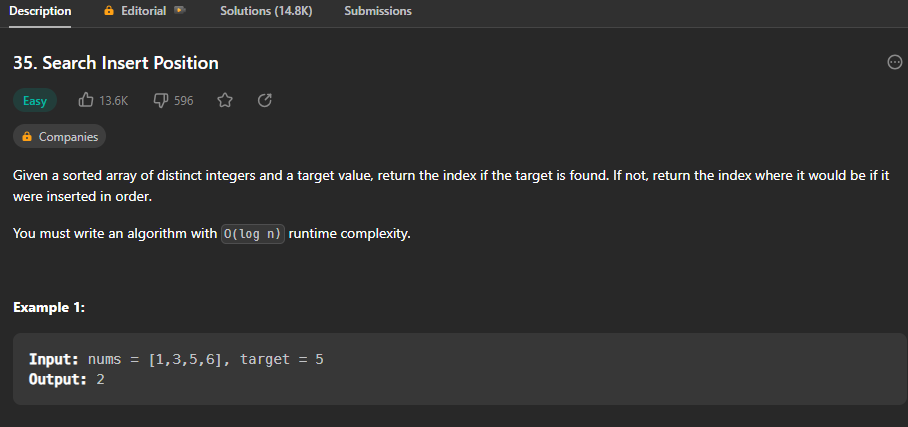 Description Editorial Solutions (14.8K) Submissions
35. Search Insert Position
Easy 13.6K 596
Companies
Given a sorted array of distinct integers and a target value, return the index if the target is found. If not, return the index where it would be if it
were inserted in order.
You must write an algorithm with O(log n) runtime complexity.
Example 1:
Input: nums = [1,3,5,6], target = 5
Output: 2